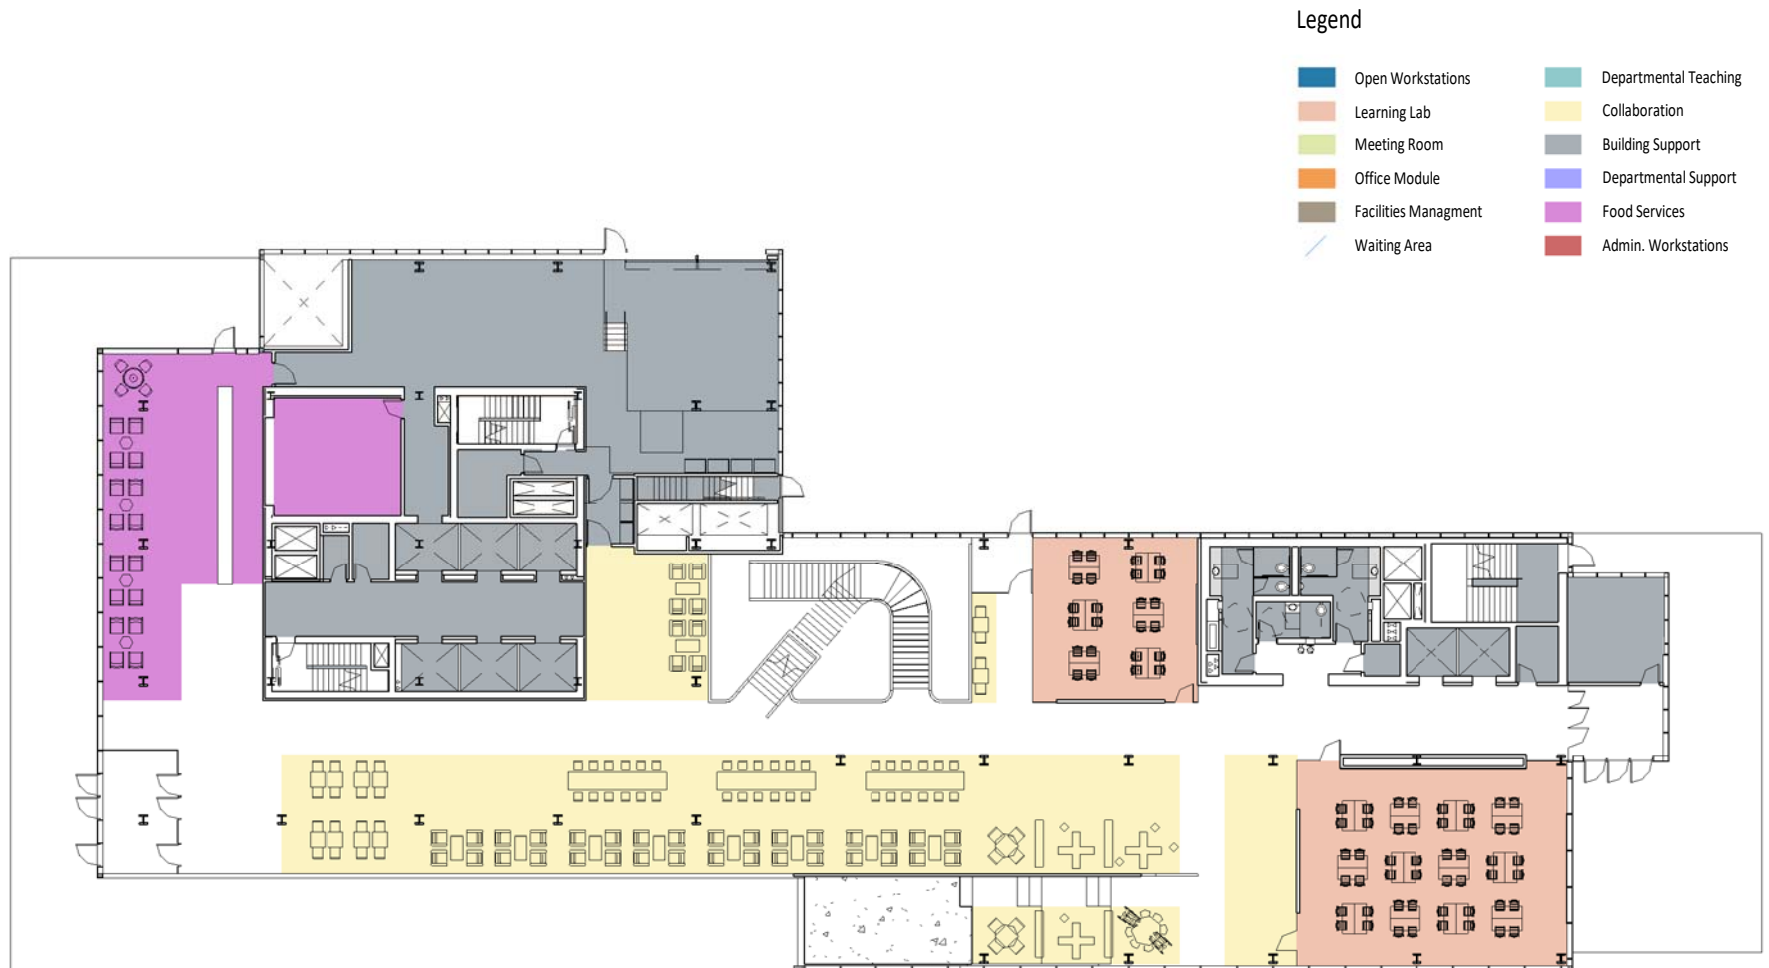 Legend
Open Workstations
Learning Lab
Meeting Room
Office Module
Facilities Managment
Waiting Area
Departmental Teaching
Collaboration
Building Support
Departmental Support
Food Services
Admin. Workstations